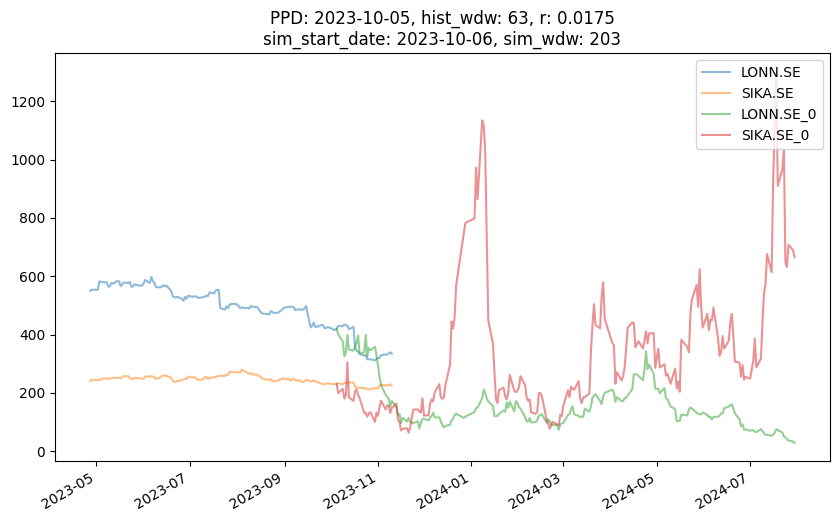 PPD: 2023-10-05, hist_wdw: 63, r: 0.0175
sim_start_date: 2023-10-06, sim_wdw: 203
LONN.SE
SIKA.SE
LONN.SE_0
SIKA.SE_0
1200
1000
800
600
400
200
0
2023-05
2023-07
2023-09
2023-11
2024-01
2024-03
2024-05
2024-07